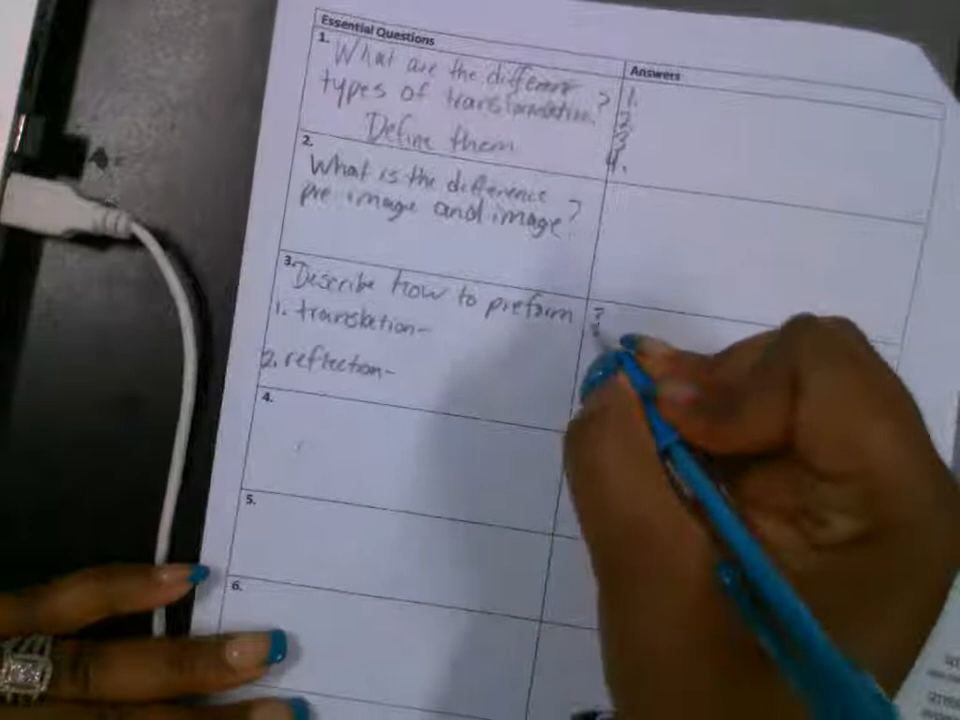 Essential Questions
Answers
1.
What are the different
types of transformation ?
Define them
1.
2.
3.
4.
2.
What is the difference
pre image and image ?
3.
Describe how to preform
1. translation-
2. reflection-
4.
5.
6.